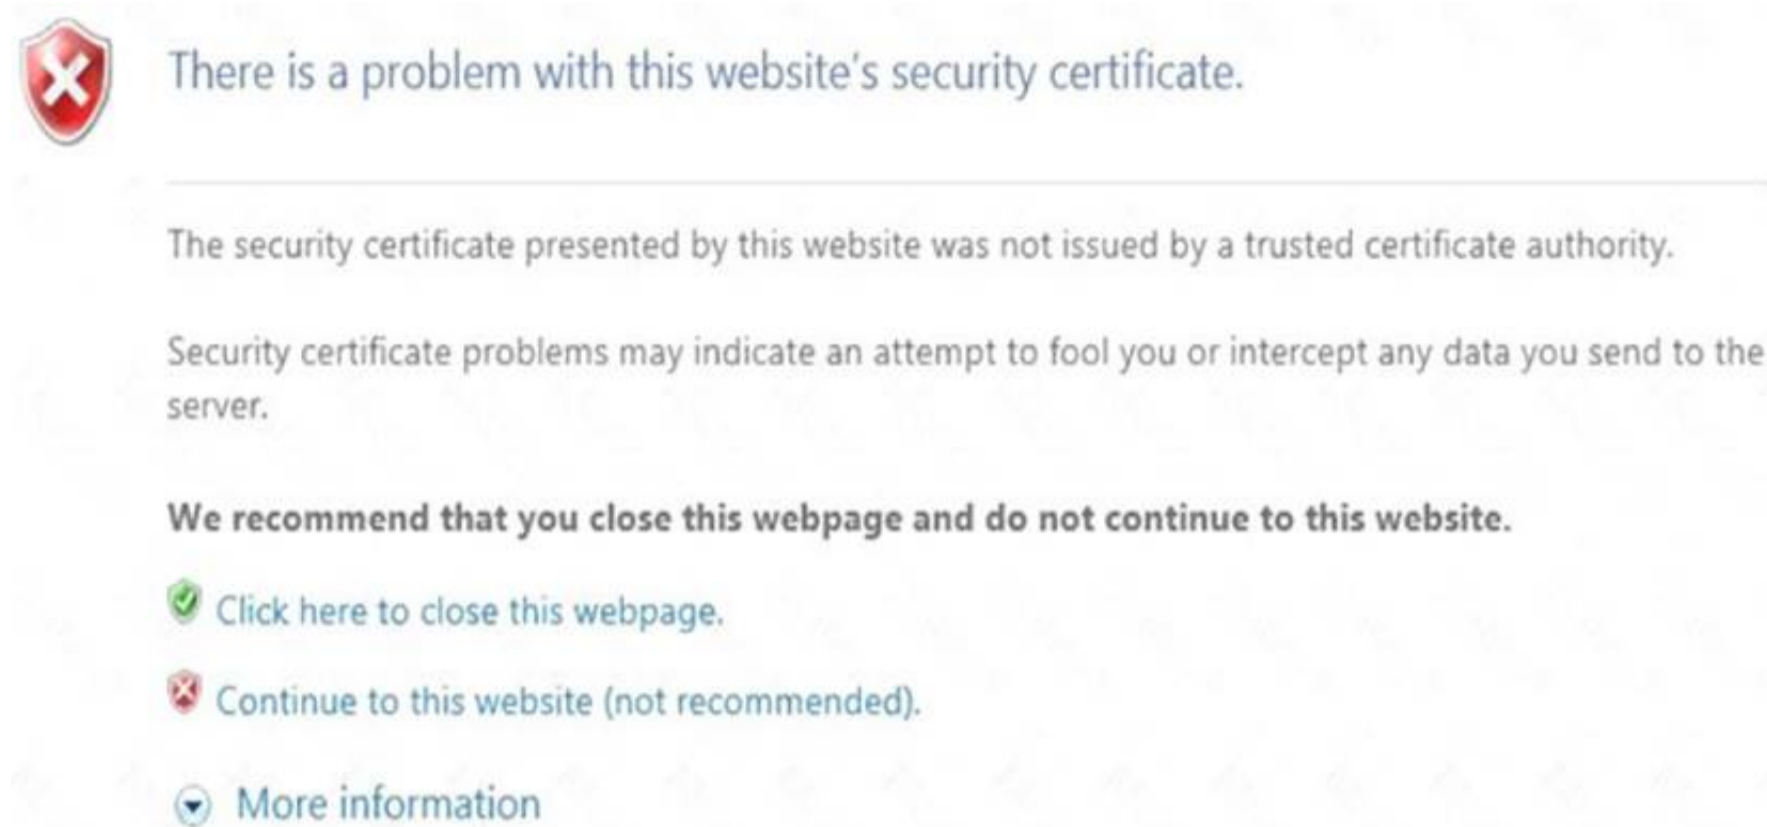 There is a problem with this website's security certificate.
The security certificate presented by this website was not issued by a trusted certificate authority.
Security certificate problems may indicate an attempt to fool you or intercept any data you send to the
server.
We recommend that you close this webpage and do not continue to this website.
Click here to close this webpage.
Continue to this website (not recommended).
More information